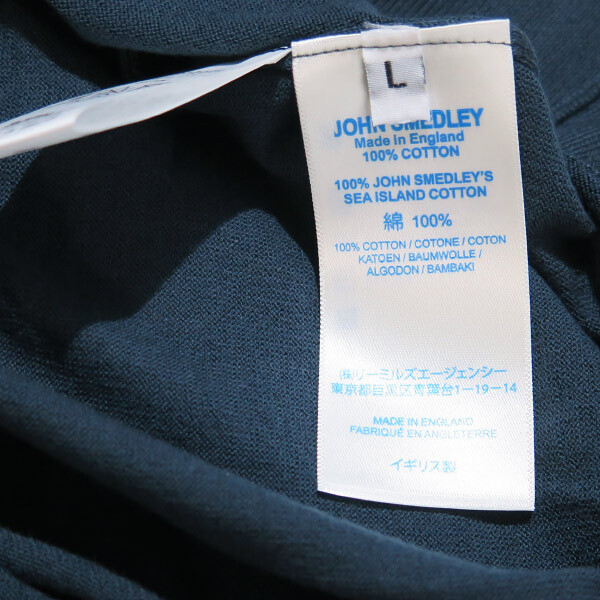 L
JOHN SMEDLEY
Made in England
100% COTTON
100% JOHN SMEDLEY'S
SEA ISLAND COTTON
綿 100%
100% COTTON / COTONE / COTON
KATOEN / BAUMWOLLE /
ALGODON / BAMBAKI
(株)リーミルズエージェンシー
東京都目黒区青葉台1-19-14
MADE IN ENGLAND
FABRIQUÉ EN ANGLETERRE
イギリス製